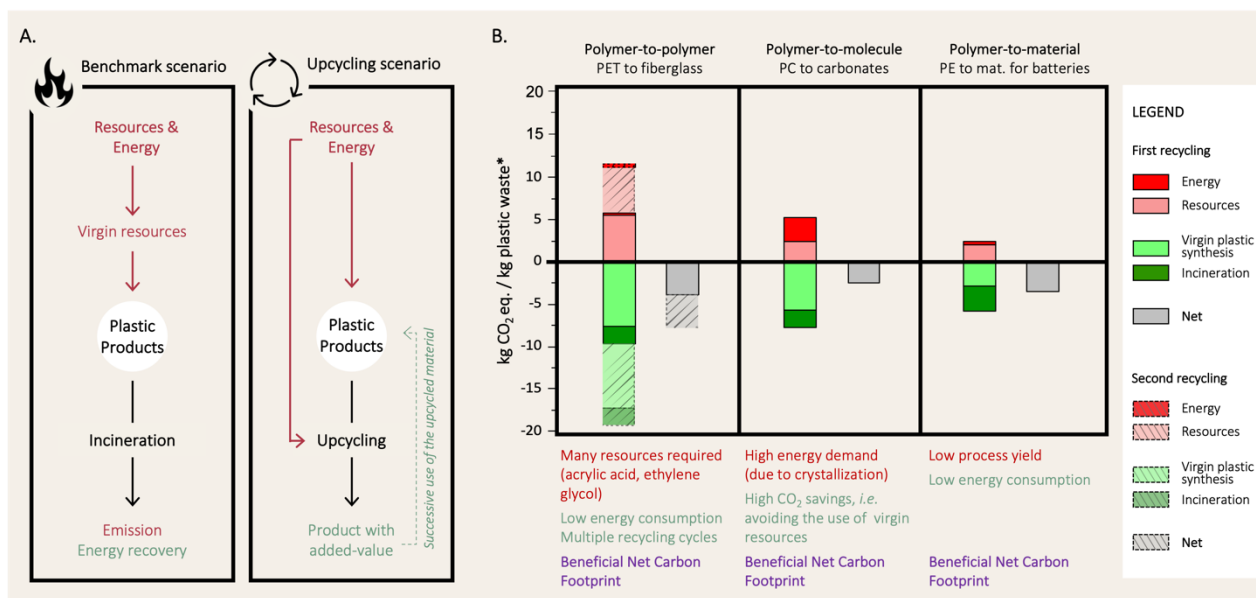 A.
Benchmark scenario
Resources &
Energy
Virgin resources
Plastic
Products
Incineration
Emission
Energy recovery
Upcycling scenario
Resources &
Energy
Plastic
Products
Upcycling
Product with
added-value
Successive use of the upcycled material
B.
Polymer-to-polymer
PET to fiberglass
Polymer-to-molecule
PC to carbonates
Polymer-to-material
PE to mat. for batteries
kg CO₂ eq. / kg plastic waste*
20
15
10
5
0
-5
-10
-15
-20
Many resources required
(acrylic acid, ethylene
glycol)
Low energy consumption
Multiple recycling cycles
Beneficial Net Carbon
Footprint
High energy demand
(due to crystallization)
High CO₂ savings, i.e.
avoiding the use of virgin
resources
Beneficial Net Carbon
Footprint
Low process yield
Low energy consumption
Beneficial Net Carbon
Footprint
LEGEND
First recycling
Energy
Resources
Virgin plastic
synthesis
Incineration
Net
Second recycling
Energy
Resources
Virgin plastic
synthesis
Incineration
Net